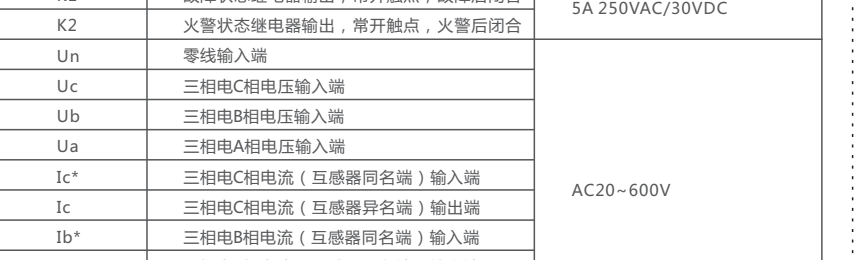 5A 250VAC/30VDC
K2 火警状态继电器输出，常开触点，火警后闭合
Un 零线输入端
Uc 三相电C相电压输入端
Ub 三相电B相电压输入端
Ua 三相电A相电压输入端
Ic* 三相电C相电流（互感器同名端）输入端
AC20~600V
Ic 三相电C相电流（互感器异名端）输出端
Ib* 三相电B相电流（互感器同名端）输入端